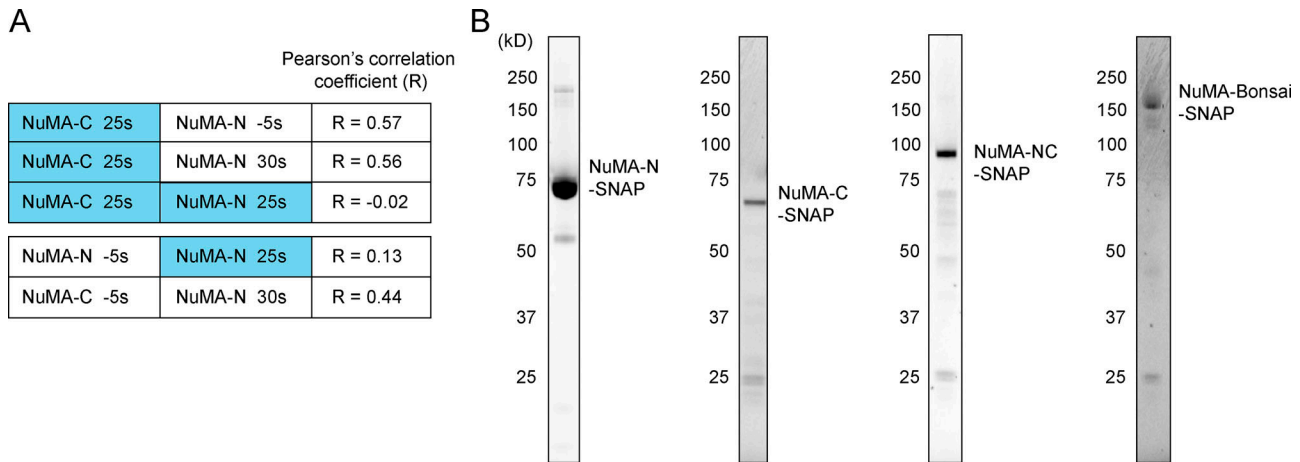 A
Pearson's correlation
coefficient (R)
NuMA-C 25s NuMA-N -5s R = 0.57
NuMA-C 25s NuMA-N 30s R = 0.56
NuMA-C 25s NuMA-N 25s R = -0.02
NuMA-N -5s NuMA-N 25s R = 0.13
NuMA-C -5s NuMA-N 30s R = 0.44
B
(kD)
250
150
100
75
50
37
25
NuMA-N
-SNAP
250
150
100
75
50
37
25
NuMA-C
-SNAP
250
150
100
75
50
37
25
NuMA-NC
-SNAP
250
150
100
75
50
37
25
NuMA-Bonsai
-SNAP